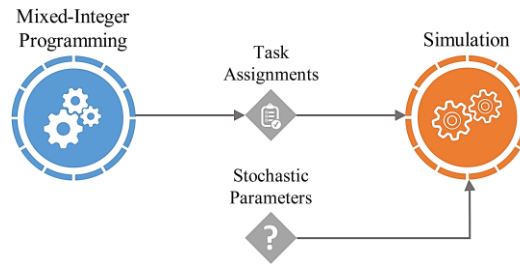 Mixed-Integer
Programming
Task
Assignments
Simulation
Stochastic
Parameters
?